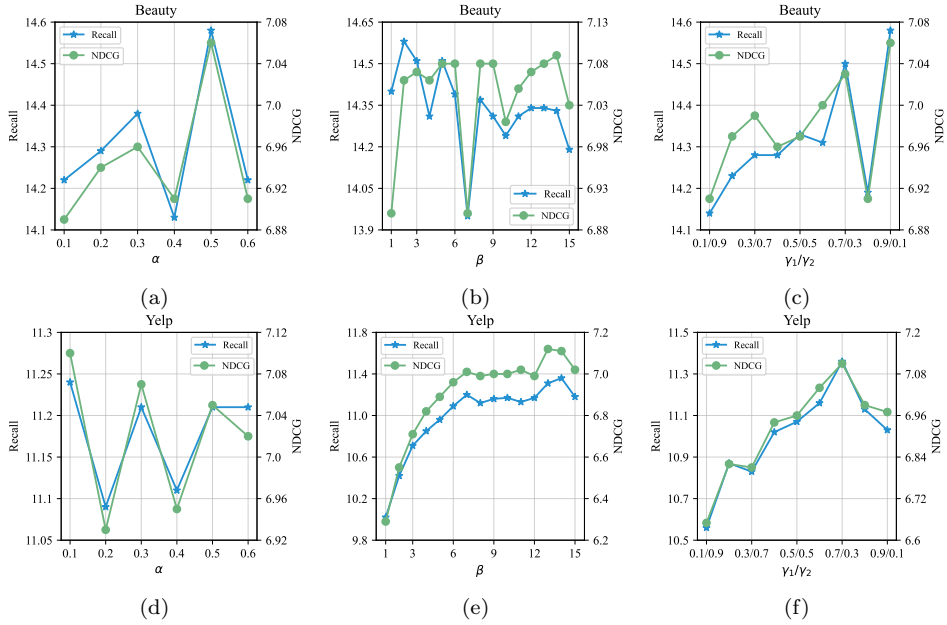 Beauty
14.6
14.5
14.4
14.3
14.2
14.1
Recall
7.08
7.04
7.0
6.96
6.92
6.88
NDCG
Recall
NDCG
0.1 0.2 0.3 0.4 0.5 0.6
α
(a)
Beauty
14.65
14.5
14.35
14.2
14.05
13.9
Recall
7.13
7.08
7.03
6.98
6.93
6.88
NDCG
Recall
NDCG
1 3 6 9 12 15
β
(b)
Beauty
14.6
14.5
14.4
14.3
14.2
14.1
Recall
7.08
7.04
7.0
6.96
6.92
6.88
NDCG
Recall
NDCG
0.1/0.9 0.3/0.7 0.5/0.5 0.7/0.3 0.9/0.1
γ₁/γ₂
(c)
Yelp
11.3
11.25
11.2
11.15
11.1
11.05
Recall
7.12
7.08
7.04
7.0
6.96
6.92
NDCG
Recall
NDCG
0.1 0.2 0.3 0.4 0.5 0.6
α
(d)
Yelp
11.8
11.4
11.0
10.6
10.2
9.8
Recall
7.2
7.0
6.8
6.6
6.4
6.2
NDCG
Recall
NDCG
1 3 6 9 12 15
β
(e)
Yelp
11.5
11.3
11.1
10.9
10.7
10.5
Recall
7.2
7.08
6.96
6.84
6.72
6.6
NDCG
Recall
NDCG
0.1/0.9 0.3/0.7 0.5/0.5 0.7/0.3 0.9/0.1
γ₁/γ₂
(f)